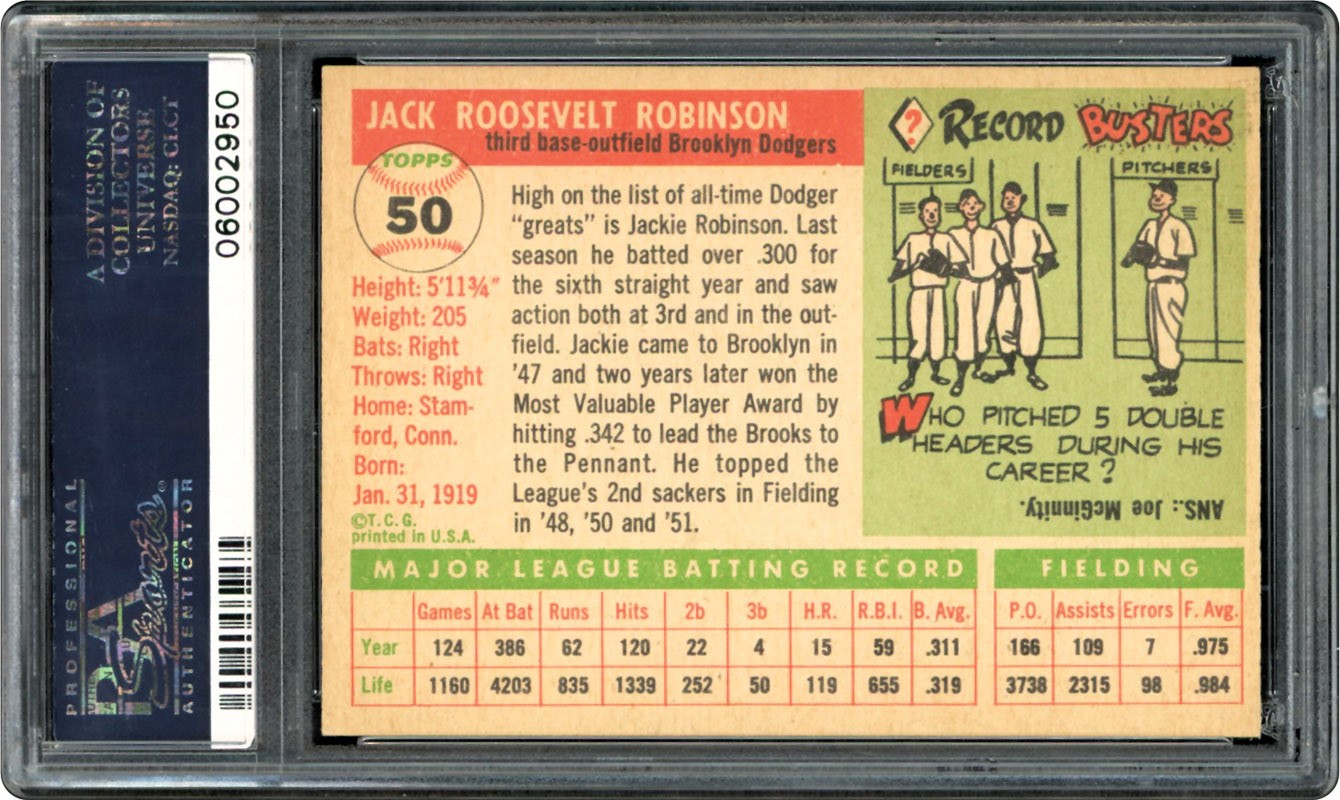 A DIVISION OF
COLLECTORS
UNIVERSE
NASDAQ: CLCT
06002950
PROFESSIONAL
PSA
Sports®
AUTHENTICATOR
JACK ROOSEVELT ROBINSON
third base-outfield Brooklyn Dodgers
TOPPS
50
Height: 5'11¾"
Weight: 205
Bats: Right
Throws: Right
Home: Stam-
ford, Conn.
Born:
Jan. 31, 1919
©T.C.G.
printed in U.S.A.
High on the list of all-time Dodger
“greats” is Jackie Robinson. Last
season he batted over .300 for
the sixth straight year and saw
action both at 3rd and in the out-
field. Jackie came to Brooklyn in
'47 and two years later won the
Most Valuable Player Award by
hitting .342 to lead the Brooks to
the Pennant. He topped the
League's 2nd sackers in Fielding
in '48, '50 and '51.
? RECORD BUSTERS
FIELDERS PITCHERS
WHO PITCHED 5 DOUBLE
HEADERS DURING HIS
CAREER?
ANS.: Joe McGinnity.
MAJOR LEAGUE BATTING RECORD
Games At Bat Runs Hits 2b 3b H.R. R.B.I. B. Avg.
Year 124 386 62 120 22 4 15 59 .311
Life 1160 4203 835 1339 252 50 119 655 .319
FIELDING
P.O. Assists Errors F. Avg.
166 109 7 .975
3738 2315 98 .984